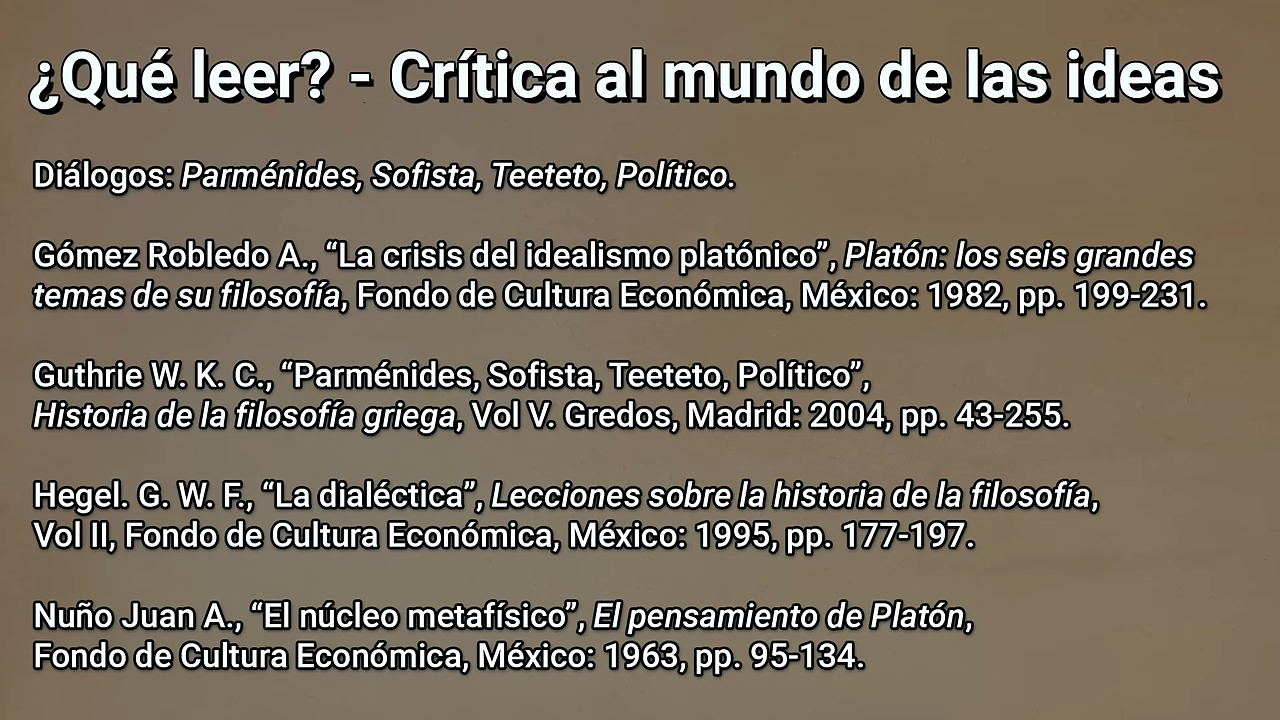 ¿Qué leer? - Crítica al mundo de las ideas
Diálogos: Parménides, Sofista, Teeteto, Político.
Gómez Robledo A., “La crisis del idealismo platónico”, Platón: los seis grandes
temas de su filosofía, Fondo de Cultura Económica, México: 1982, pp. 199-231.
Guthrie W. K. C., “Parménides, Sofista, Teeteto, Político”,
Historia de la filosofía griega, Vol V. Gredos, Madrid: 2004, pp. 43-255.
Hegel. G. W. F., “La dialéctica”, Lecciones sobre la historia de la filosofía,
Vol II, Fondo de Cultura Económica, México: 1995, pp. 177-197.
Nuño Juan A., “El núcleo metafísico”, El pensamiento de Platón,
Fondo de Cultura Económica, México: 1963, pp. 95-134.